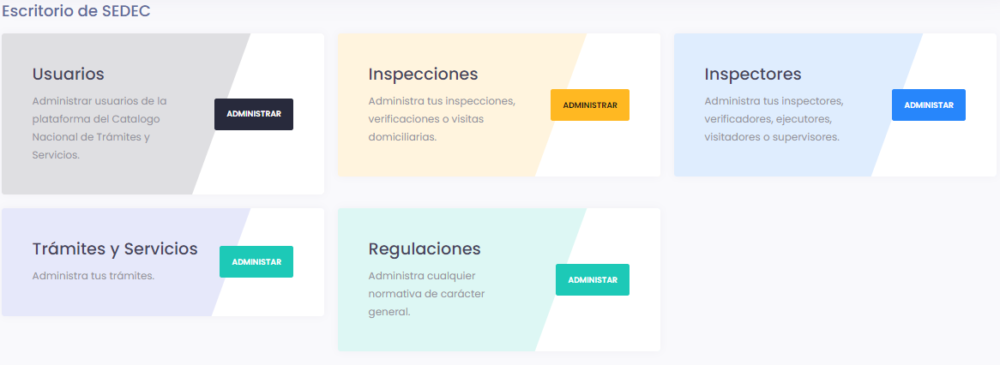 Escritorio de SEDEC
Usuarios
Administrar usuarios de la
plataforma del Catalogo
Nacional de Trámites y
Servicios.
ADMINISTRAR
Inspecciones
Administra tus inspecciones,
verificaciones o visitas
domiciliarias.
ADMINISTRAR
Inspectores
Administra tus inspectores,
verificadores, ejecutores,
visitadores o supervisores.
ADMINISTAR
Trámites y Servicios
Administra tus trámites.
ADMINISTAR
Regulaciones
Administra cualquier
normativa de carácter
general.
ADMINISTAR